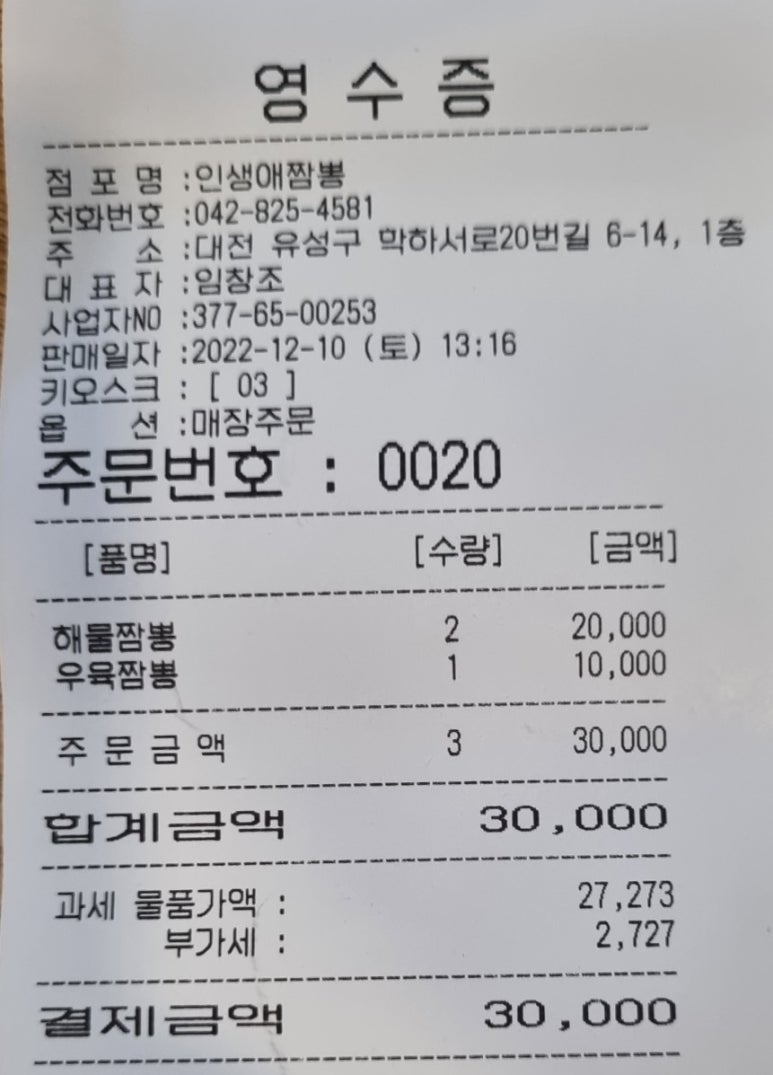 영 수 증
점 포 명 :인생애짬뽕
전화번호 :042-825-4581
주 소 :대전 유성구 학하서로20번길 6-14, 1층
대 표 자 :임창조
사업자NO :377-65-00253
판매일자 :2022-12-10 (토) 13:16
키오스크 : [ 03 ]
옵 션 :매장주문
주문번호 : 0020
[품명] [수량] [금액]
해물짬뽕 2 20,000
우육짬뽕 1 10,000
주 문 금 액 3 30,000
합계금액 30,000
과세 물품가액 : 27,273
부가세 : 2,727
결제금액 30,000